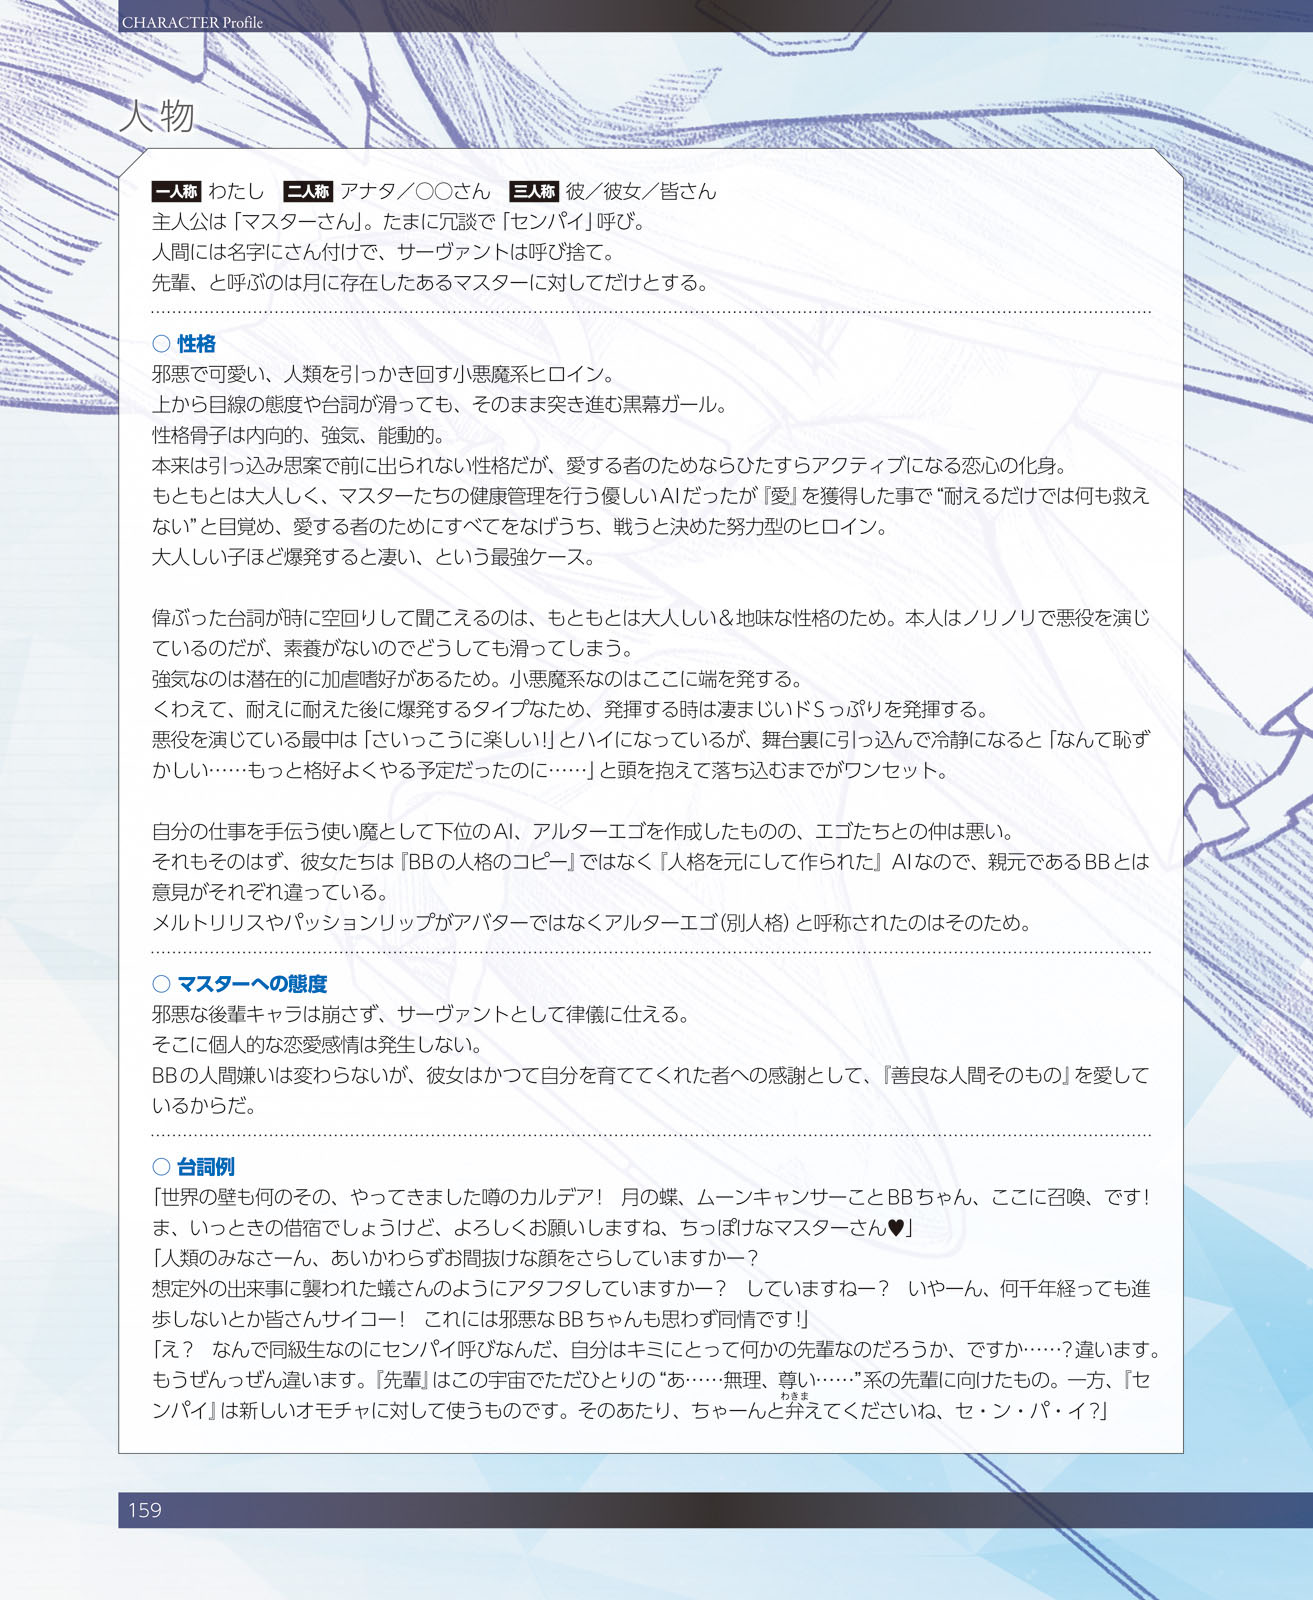 CHARACTER Profile
人物
一人称 わたし 二人称 アナタ／○○さん 三人称 彼／彼女／皆さん
主人公は「マスターさん」。たまに冗談で「センパイ」呼び。
人間には名字にさん付けで、サーヴァントは呼び捨て。
先輩、と呼ぶのは月に存在したあるマスターに対してだけとする。
○ 性格
邪悪で可愛い、人類を引っかき回す小悪魔系ヒロイン。
上から目線の態度や台詞が滑っても、そのまま突き進む黒幕ガール。
性格骨子は内向的、強気、能動的。
本来は引っ込み思案で前に出られない性格だが、愛する者のためならひたすらアクティブになる恋心の化身。
もともとは大人しく、マスターたちの健康管理を行う優しいAIだったが『愛』を獲得した事で“耐えるだけでは何も救え
ない”と目覚め、愛する者のためにすべてをなげうち、戦うと決めた努力型のヒロイン。
大人しい子ほど爆発すると凄い、という最強ケース。
偉ぶった台詞が時に空回りして聞こえるのは、もともとは大人しい＆地味な性格のため。本人はノリノリで悪役を演じ
ているのだが、素養がないのでどうしても滑ってしまう。
強気なのは潜在的に加虐嗜好があるため。小悪魔系なのはここに端を発する。
くわえて、耐えに耐えた後に爆発するタイプなため、発揮する時は凄まじいドSっぷりを発揮する。
悪役を演じている最中は「さいっこうに楽しい!」とハイになっているが、舞台裏に引っ込んで冷静になると「なんて恥ず
かしい……もっと格好よくやる予定だったのに……」と頭を抱えて落ち込むまでがワンセット。
自分の仕事を手伝う使い魔として下位のAI、アルターエゴを作成したものの、エゴたちとの仲は悪い。
それもそのはず、彼女たちは『BBの人格のコピー』ではなく『人格を元にして作られた』AIなので、親元であるBBとは
意見がそれぞれ違っている。
メルトリリスやパッションリップがアバターではなくアルターエゴ（別人格）と呼称されたのはそのため。
○ マスターへの態度
邪悪な後輩キャラは崩さず、サーヴァントとして律儀に仕える。
そこに個人的な恋愛感情は発生しない。
BBの人間嫌いは変わらないが、彼女はかつて自分を育ててくれた者への感謝として、『善良な人間そのもの』を愛して
いるからだ。
○ 台詞例
「世界の壁も何のその、やってきました噂のカルデア！　月の蝶、ムーンキャンサーことBBちゃん、ここに召喚、です！
ま、いっときの借宿でしょうけど、よろしくお願いしますね、ちっぽけなマスターさん♥」
「人類のみなさーん、あいかわらずお間抜けな顔をさらしていますかー？
想定外の出来事に襲われた蟻さんのようにアタフタしていますかー？　していますねー？　いやーん、何千年経っても進
歩しないとか皆さんサイコー！　これには邪悪なBBちゃんも思わず同情です！」
「え？　なんで同級生なのにセンパイ呼びなんだ、自分はキミにとって何かの先輩なのだろうか、ですか……？違います。
もうぜんっぜん違います。『先輩』はこの宇宙でただひとりの“あ……無理、尊い……”系の先輩に向けたもの。一方、『セ
ンパイ』は新しいオモチャに対して使うものです。そのあたり、ちゃーんと弁えてくださいね、セ・ン・パ・イ？」
わきま
159